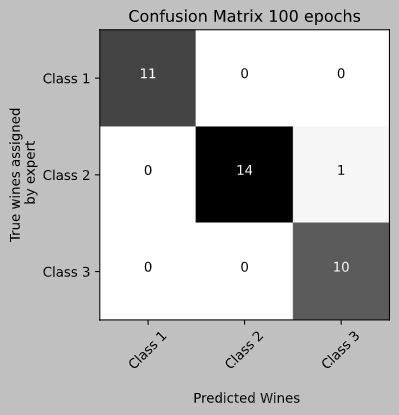 Confusion Matrix 100 epochs
True wines assigned
by expert
Class 1
11 0 0
Class 2
0 14 1
Class 3
0 0 10
Class 1 Class 2 Class 3
Predicted Wines